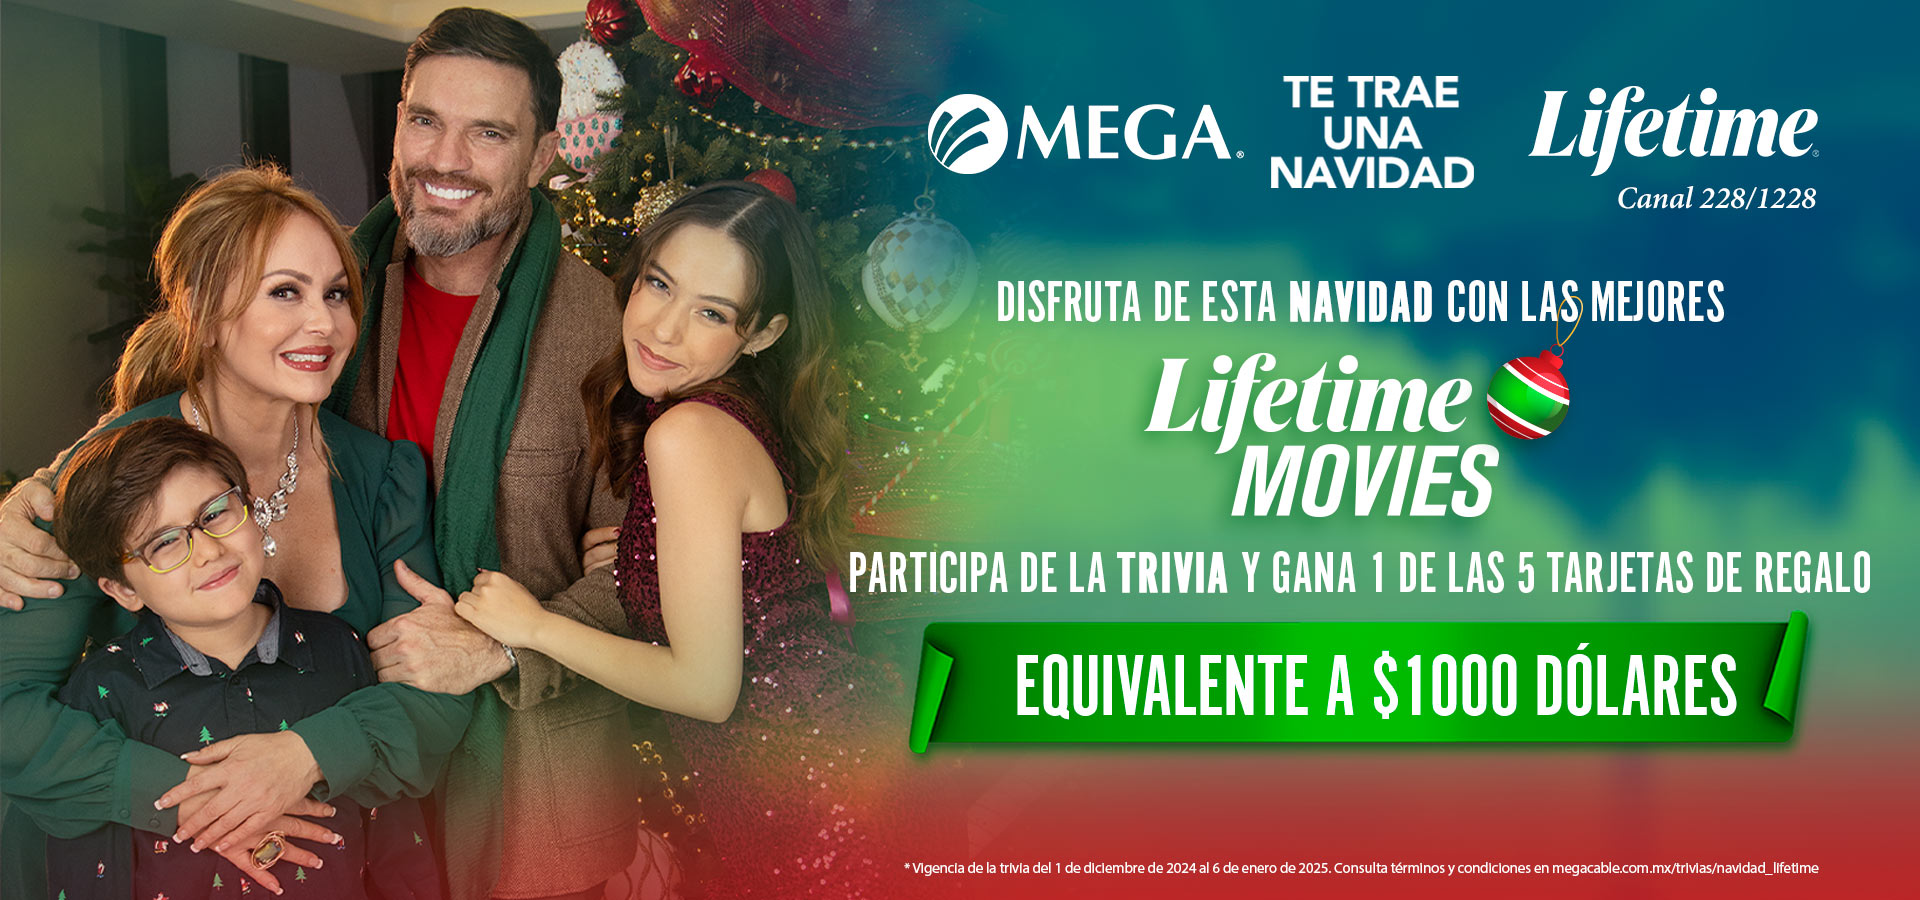 MEGA®
TE TRAE
UNA
NAVIDAD
Lifetime®
Canal 228/1228
DISFRUTA DE ESTA NAVIDAD CON LAS MEJORES
Lifetime
MOVIES
PARTICIPA DE LA TRIVIA Y GANA 1 DE LAS 5 TARJETAS DE REGALO
EQUIVALENTE A $1000 DÓLARES
* Vigencia de la trivia del 1 de diciembre de 2024 al 6 de enero de 2025. Consulta términos y condiciones en megacable.com.mx/trivias/navidad_lifetime